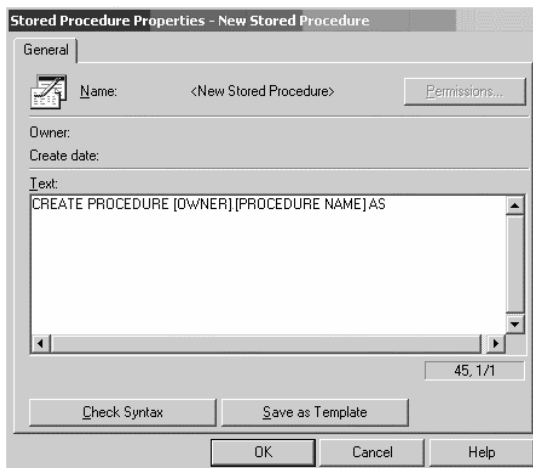 Stored Procedure Properties - New Stored Procedure
General
Name: <New Stored Procedure> Permissions...
Owner:
Create date:
Text:
CREATE PROCEDURE [OWNER].[PROCEDURE NAME] AS
45, 1/1
Check Syntax Save as Template
OK Cancel Help